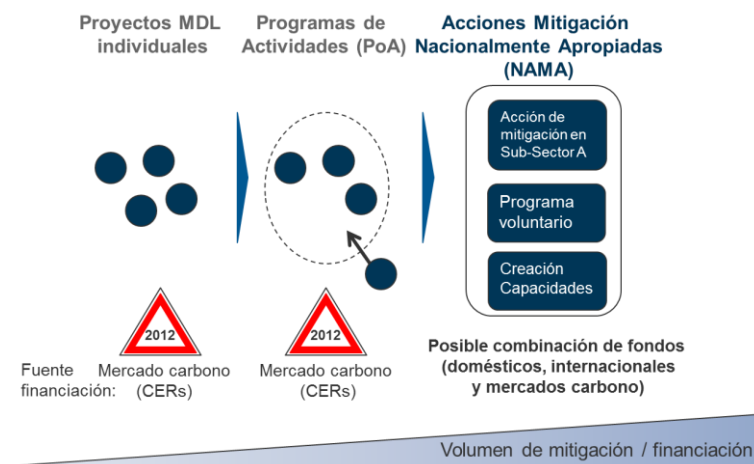 Proyectos MDL
individuales
Programas de
Actividades (PoA)
Acciones Mitigación
Nacionalmente Apropiadas
(NAMA)
Acción de
mitigación en
Sub-Sector A
Programa
voluntario
Creación
Capacidades
2012
2012
Fuente
financiación:
Mercado carbono
(CERs)
Mercado carbono
(CERs)
Posible combinación de fondos
(domésticos, internacionales
y mercados carbono)
Volumen de mitigación / financiación